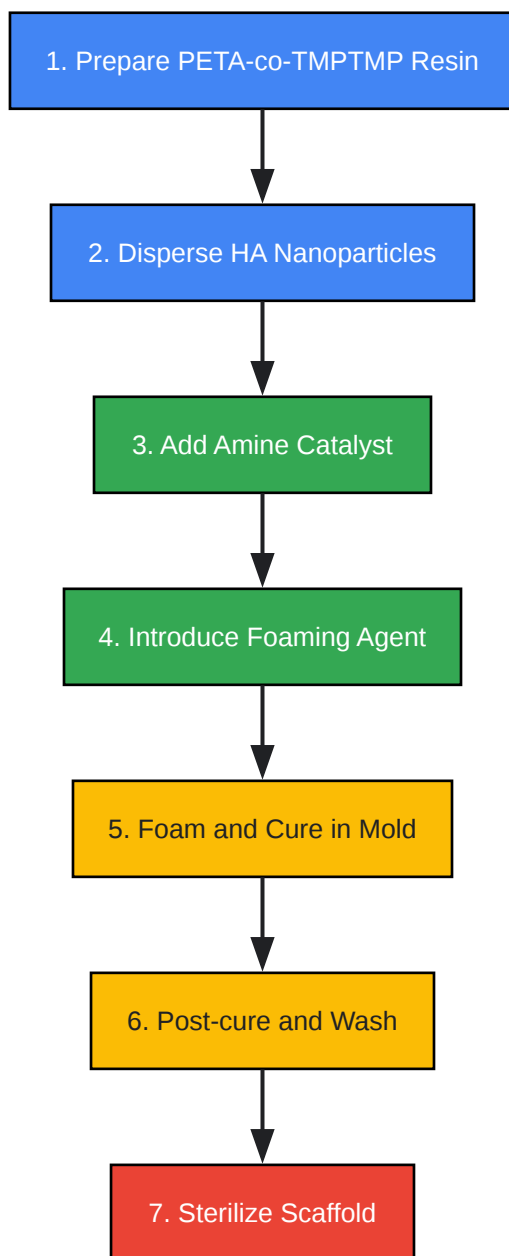 1. Prepare PETA-co-TMPTMP Resin
2. Disperse HA Nanoparticles
3. Add Amine Catalyst
4. Introduce Foaming Agent
5. Foam and Cure in Mold
6. Post-cure and Wash
7. Sterilize Scaffold